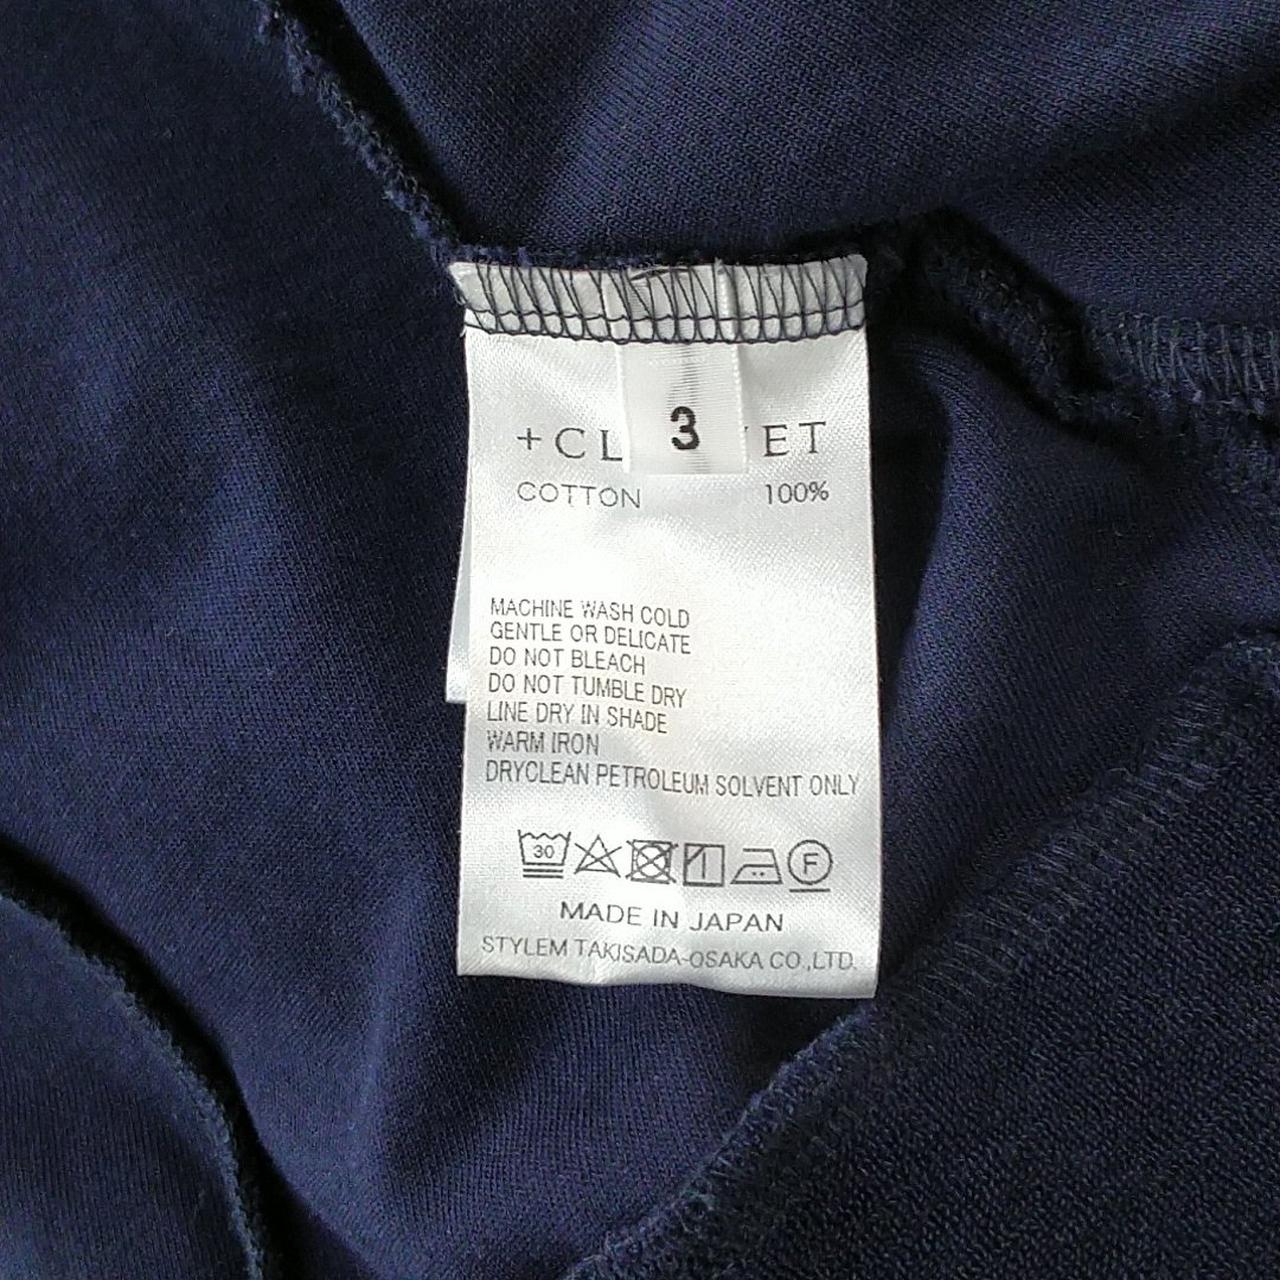 3
+CL ET
COTTON 100%
MACHINE WASH COLD
GENTLE OR DELICATE
DO NOT BLEACH
DO NOT TUMBLE DRY
LINE DRY IN SHADE
WARM IRON
DRYCLEAN PETROLEUM SOLVENT ONLY
30 F
MADE IN JAPAN
STYLEM TAKISADA-OSAKA CO.,LTD.